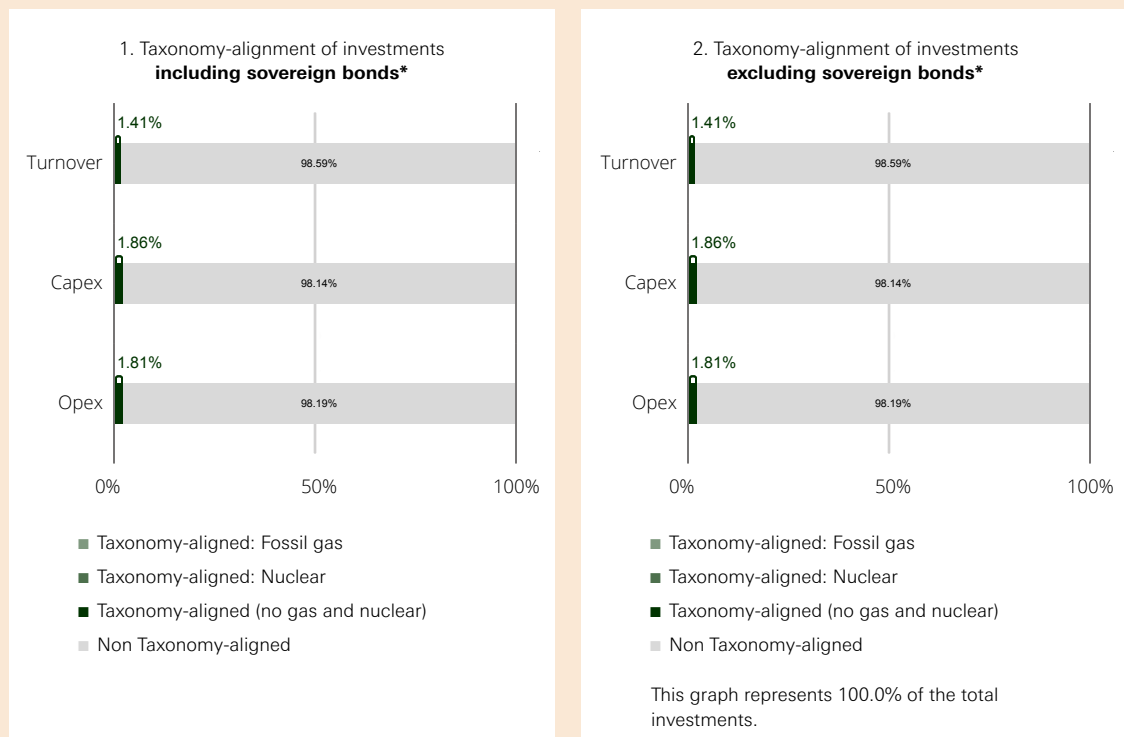 1. Taxonomy-alignment of investments
including sovereign bonds*
1.41%
Turnover
98.59%
1.86%
Capex
98.14%
1.81%
Opex
98.19%
0%
50%
100%
Taxonomy-aligned: Fossil gas
Taxonomy-aligned: Nuclear
Taxonomy-aligned (no gas and nuclear)
Non Taxonomy-aligned
2. Taxonomy-alignment of investments
excluding sovereign bonds*
1.41%
Turnover
98.59%
1.86%
Capex
98.14%
1.81%
Opex
98.19%
0%
50%
100%
Taxonomy-aligned: Fossil gas
Taxonomy-aligned: Nuclear
Taxonomy-aligned (no gas and nuclear)
Non Taxonomy-aligned
This graph represents 100.0% of the total
investments.